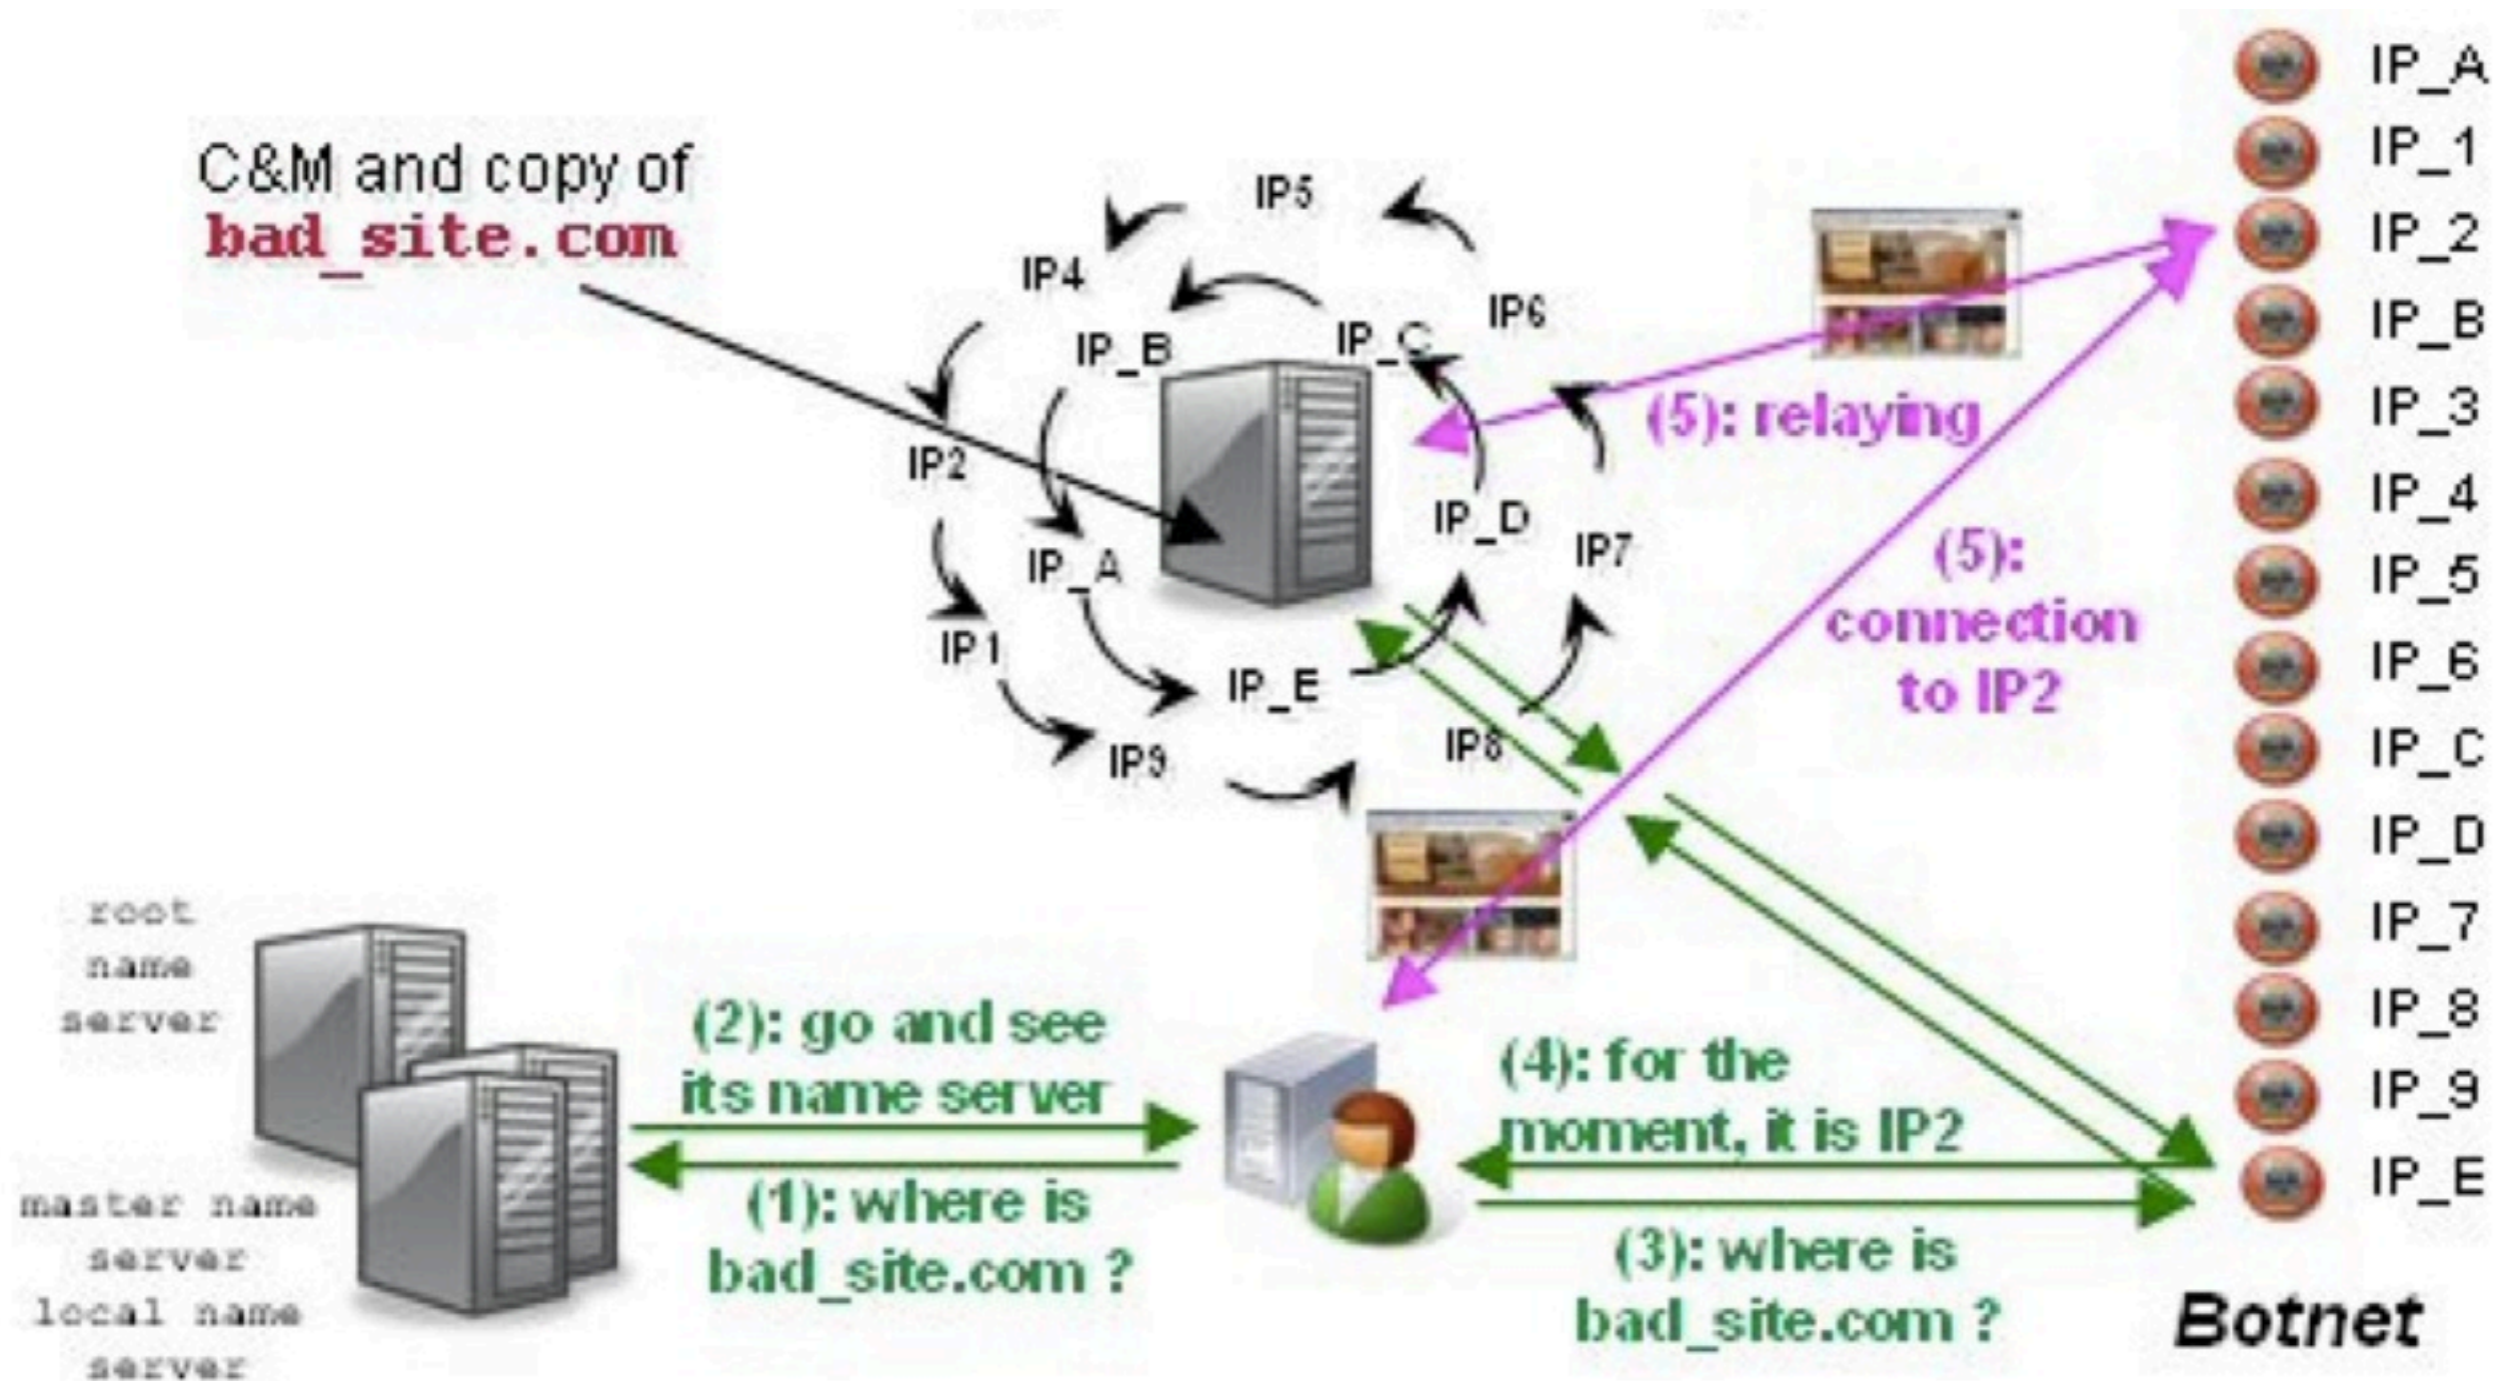 C&M and copy of
bad_site.com
IP5
IP4
IP6
IP_B
IP_C
IP2
IP_D
IP7
IP_A
IP1
IP_E
IP9
IP8
(5): relaying
(5):
connection
to IP2
IP_A
IP_1
IP_2
IP_B
IP_3
IP_4
IP_5
IP_6
IP_C
IP_D
IP_7
IP_8
IP_9
IP_E
Botnet
root
name
server
master name
server
local name
server
(2): go and see
its name server
(1): where is
bad_site.com ?
(4): for the
moment, it is IP2
(3): where is
bad_site.com ?